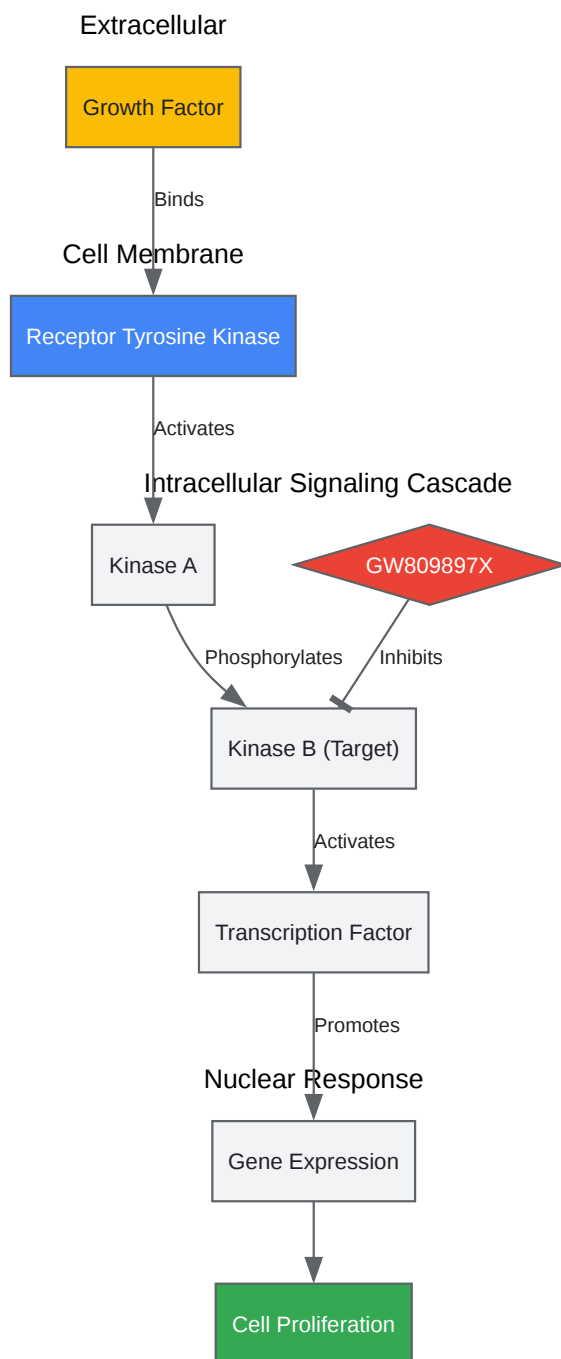 Extracellular
Growth Factor
Binds
Cell Membrane
Receptor Tyrosine Kinase
Activates
Intracellular Signaling Cascade
Kinase A
GW809897X
Phosphorylates
Inhibits
Kinase B (Target)
Activates
Transcription Factor
Promotes
Nuclear Response
Gene Expression
Cell Proliferation